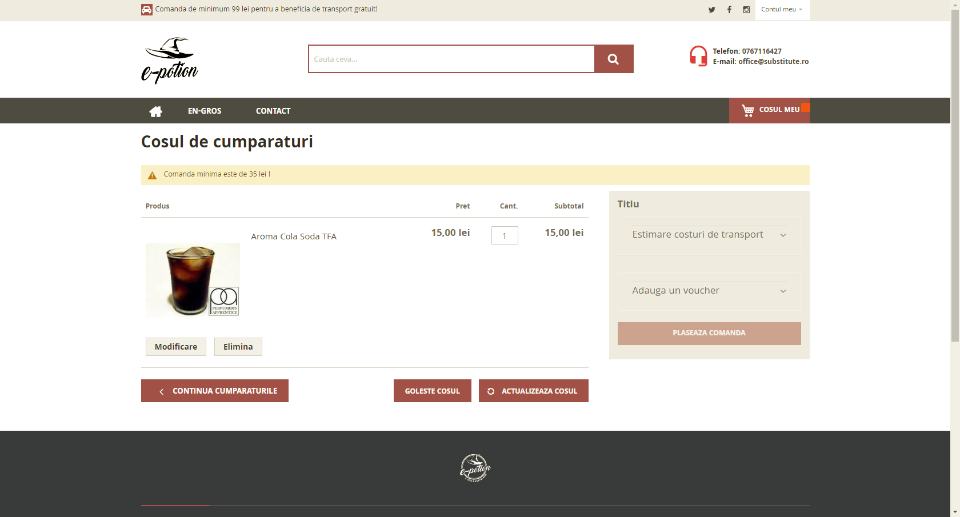 Comanda de minimum 99 lei pentru a beneficia de transport gratuit!
Contul meu
e-potion
Cauta ceva...
Telefon: 0767116427
E-mail: office@substitute.ro
EN-GROS
CONTACT
COSUL MEU
Cosul de cumparaturi
Comanda minima este de 35 lei !
Produs
Pret
Cant.
Subtotal
Aroma Cola Soda TFA
15,00 lei
1
15,00 lei
PERFUMERS
APPRENTICE
Modificare
Elimina
Titlu
Estimare costuri de transport
Adauga un voucher
PLASEAZA COMANDA
CONTINUA CUMPARATURILE
GOLESTE COSUL
ACTUALIZEAZA COSUL
e-potion